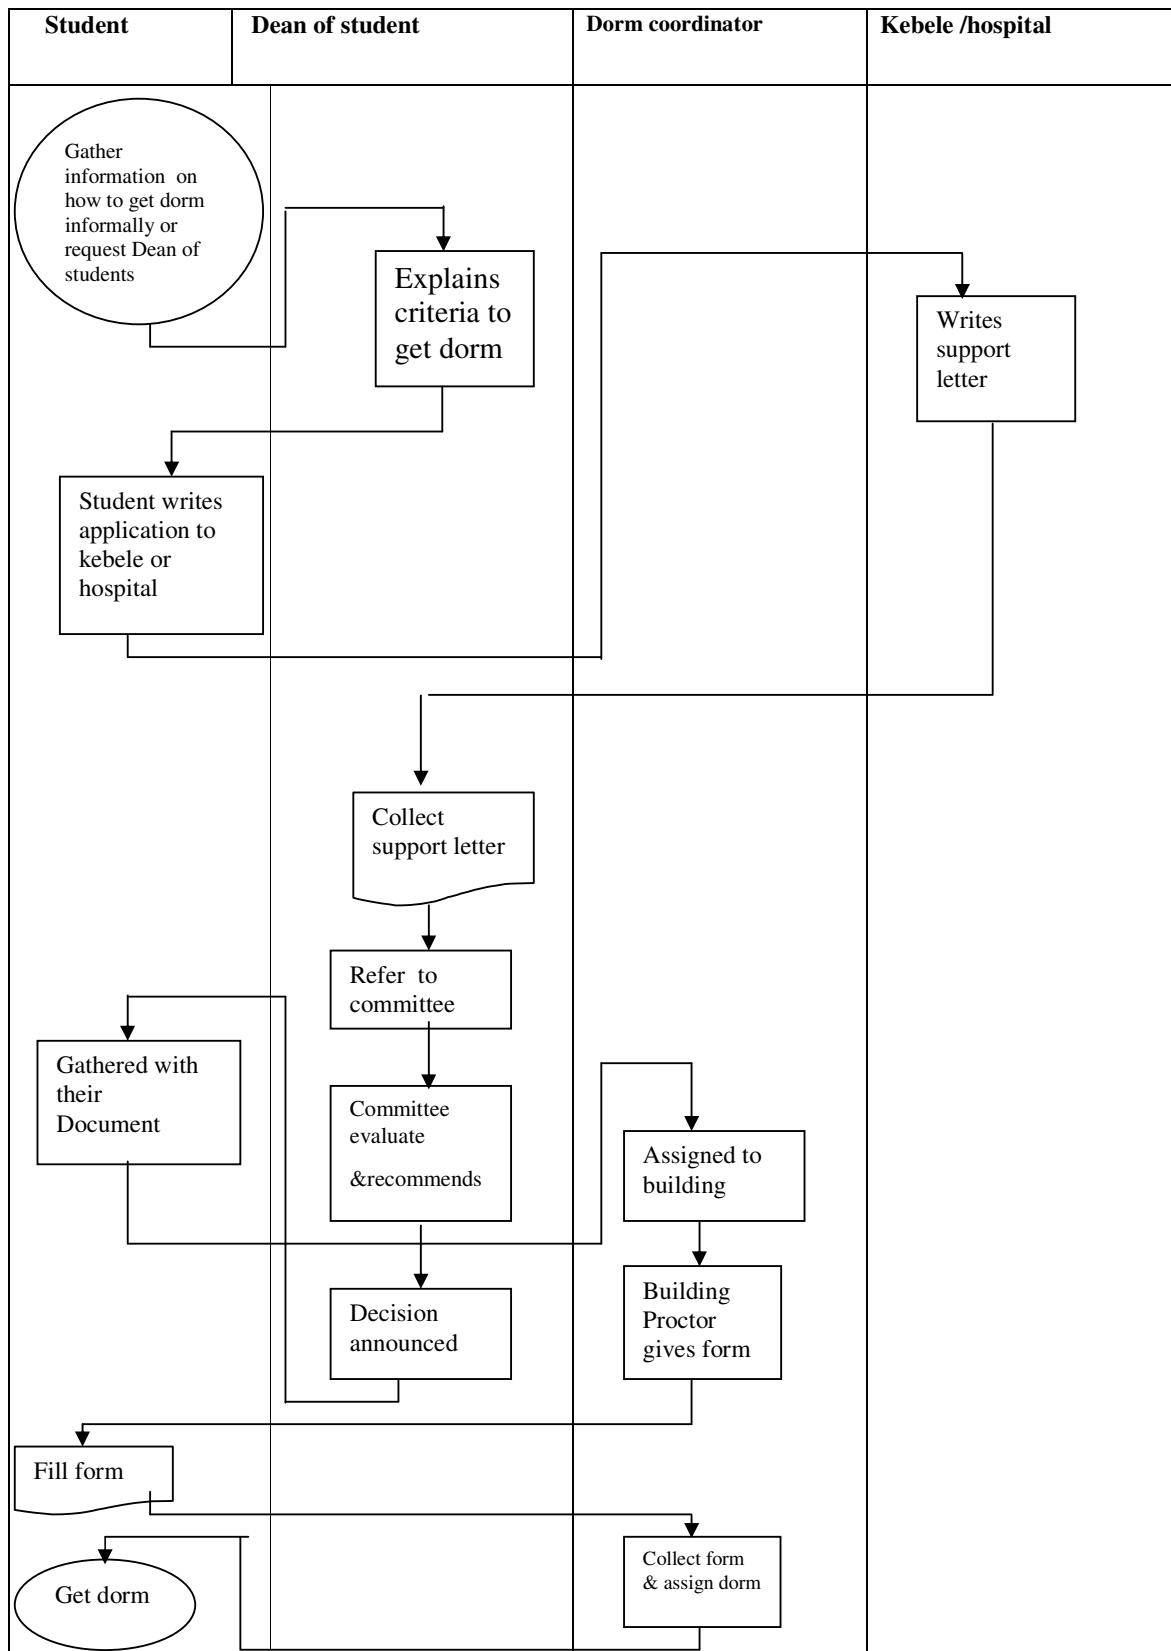 Student
Dean of student
Dorm coordinator
Kebele /hospital
Gather
information on
how to get dorm
informally or
request Dean of
students
Explains
criteria to
get dorm
Writes
support
letter
Student writes
application to
kebele or
hospital
Collect
support letter
Refer to
committee
Gathered with
their
Document
Committee
evaluate
&recommends
Assigned to
building
Decision
announced
Building
Proctor
gives form
Fill form
Collect form
& assign dorm
Get dorm